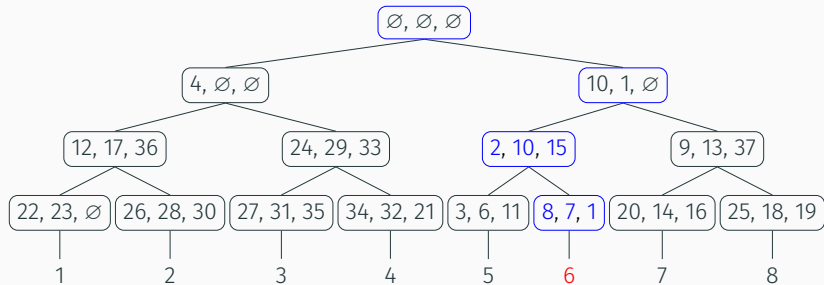 ∅, ∅, ∅
4, ∅, ∅ 10, 1, ∅
12, 17, 36 24, 29, 33 2, 10, 15 9, 13, 37
22, 23, ∅ 26, 28, 30 27, 31, 35 34, 32, 21 3, 6, 11 8, 7, 1 20, 14, 16 25, 18, 19
1 2 3 4 5 6 7 8